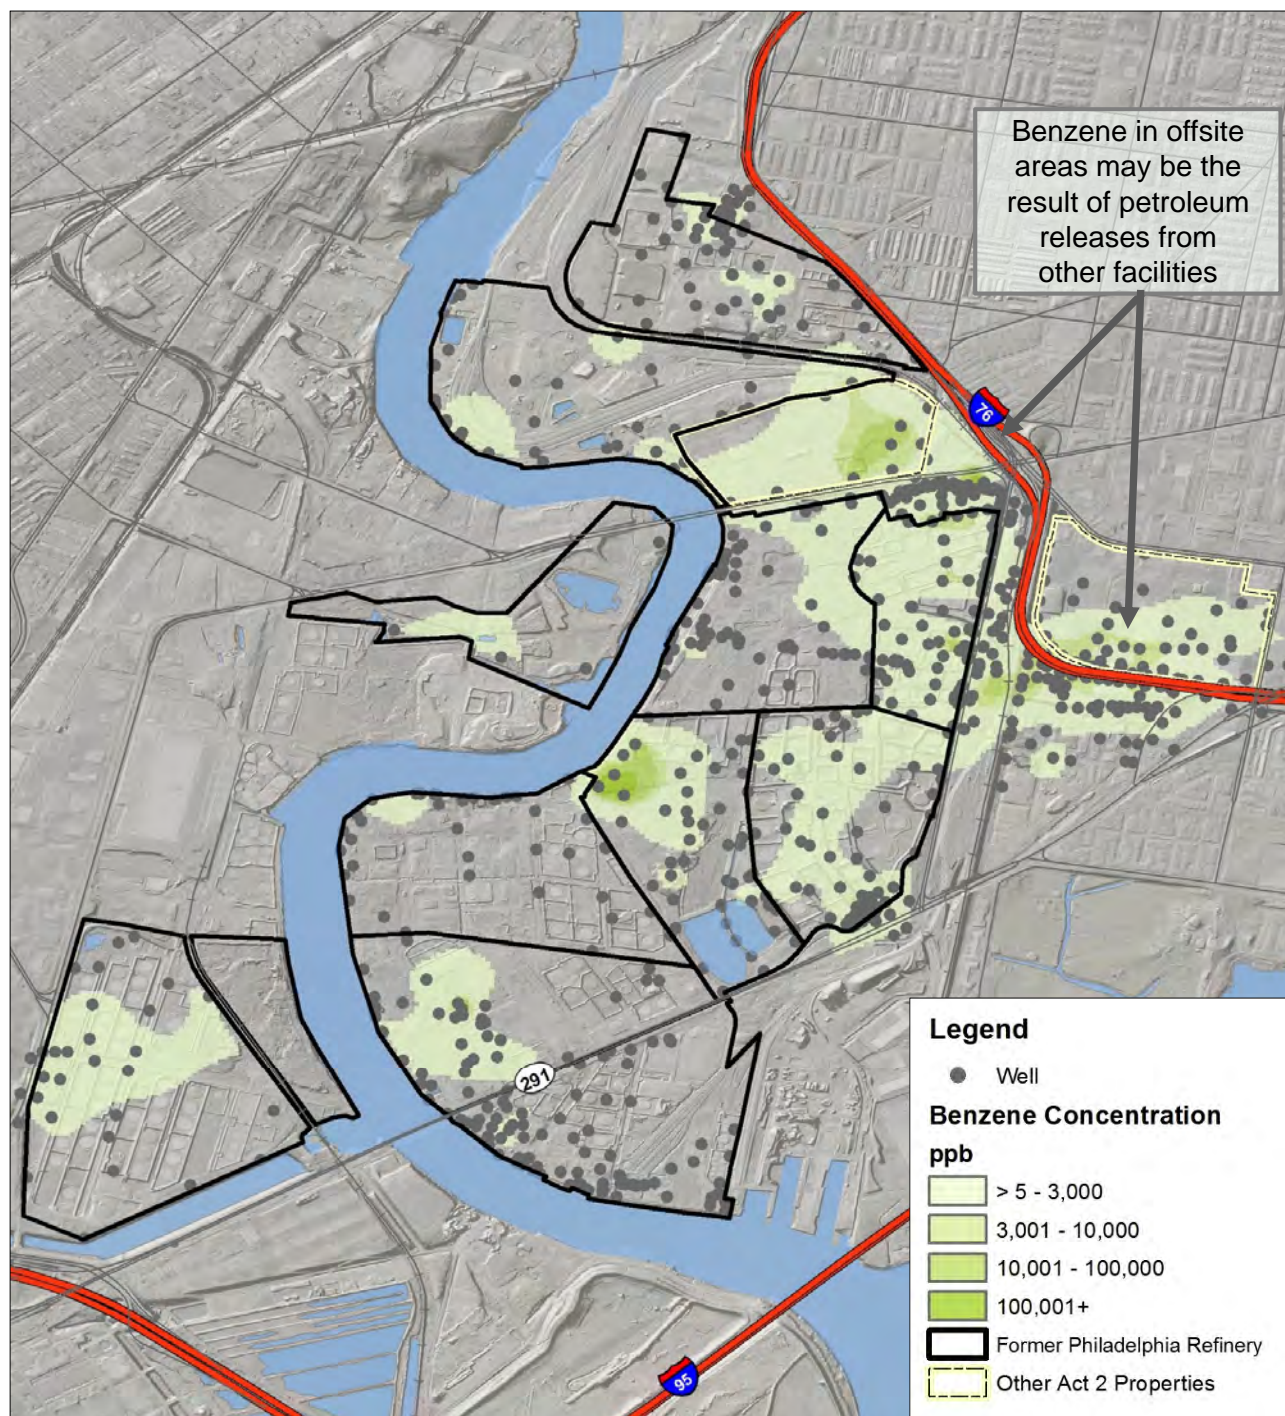 Benzene in offsite
areas may be the
result of petroleum
releases from
other facilities
76
291
95
Legend
Well
Benzene Concentration
ppb
> 5 - 3,000
3,001 - 10,000
10,001 - 100,000
100,001+
Former Philadelphia Refinery
Other Act 2 Properties